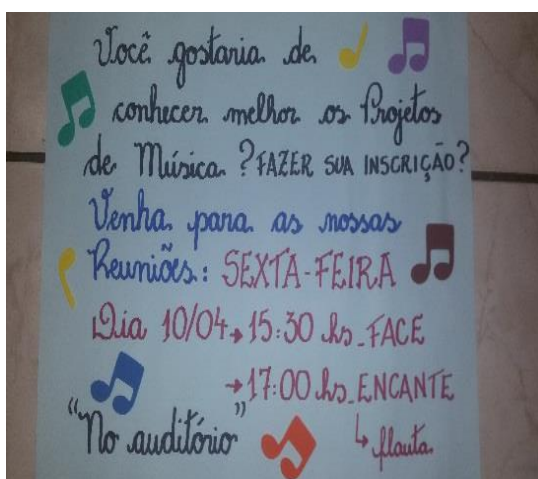 Você gostaria de
conhecer melhor os Projetos
de Música? FAZER SUA INSCRIÇÃO?
Venha para as nossas
Reuniões: SEXTA-FEIRA
Dia 10/04→15:30 hs_FACE
→17:00 hs_ENCANTE
"No auditório" ↳ flauta